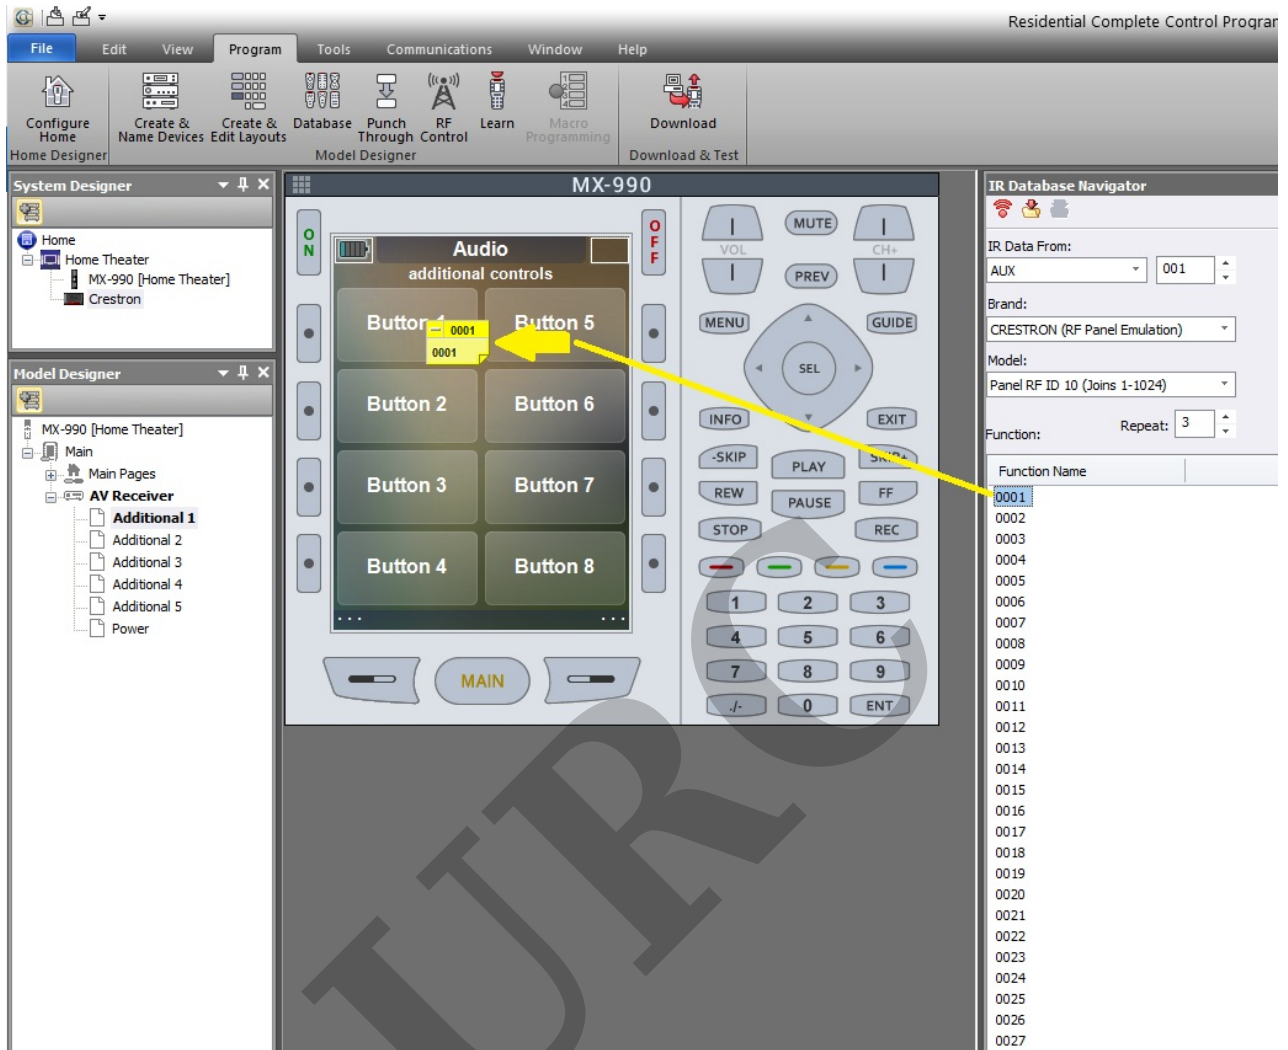 Residential Complete Control Program
File Edit View Program Tools Communications Window Help
Configure Home
Create & Name Devices
Create & Edit Layouts
Database
Punch Through
RF Control
Learn
Macro Programming
Download
Home Designer
Model Designer
Download & Test
System Designer
Home
Home Theater
MX-990 [Home Theater]
Crestron
Model Designer
MX-990 [Home Theater]
Main
Main Pages
AV Receiver
Additional 1
Additional 2
Additional 3
Additional 4
Additional 5
Power
MX-990
ON
OFF
Audio
additional controls
Button 1
Button 5
0001
0001
Button 2
Button 6
Button 3
Button 7
Button 4
Button 8
...
...
MAIN
MUTE
VOL
CH+
PREV
MENU
GUIDE
SEL
INFO
EXIT
-SKIP
PLAY
SKIP+
REW
PAUSE
FF
STOP
REC
1 2 3
4 5 6
7 8 9
./- 0 ENT
IR Database Navigator
IR Data From:
AUX 001
Brand:
CRESTRON (RF Panel Emulation)
Model:
Panel RF ID 10 (Joins 1-1024)
Function: Repeat: 3
Function Name
0001
0002
0003
0004
0005
0006
0007
0008
0009
0010
0011
0012
0013
0014
0015
0016
0017
0018
0019
0020
0021
0022
0023
0024
0025
0026
0027
URC